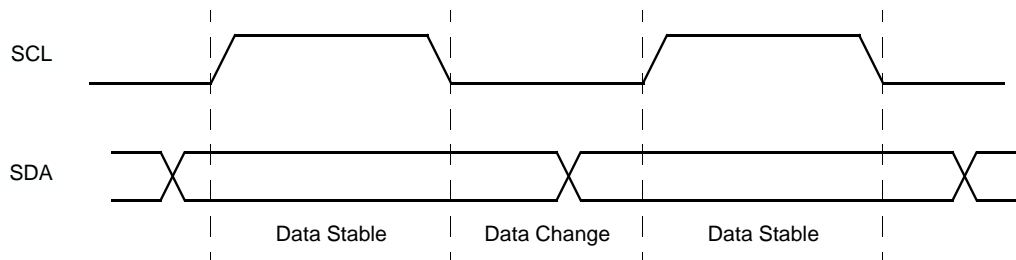 SCL
SDA
Data Stable
Data Change
Data Stable